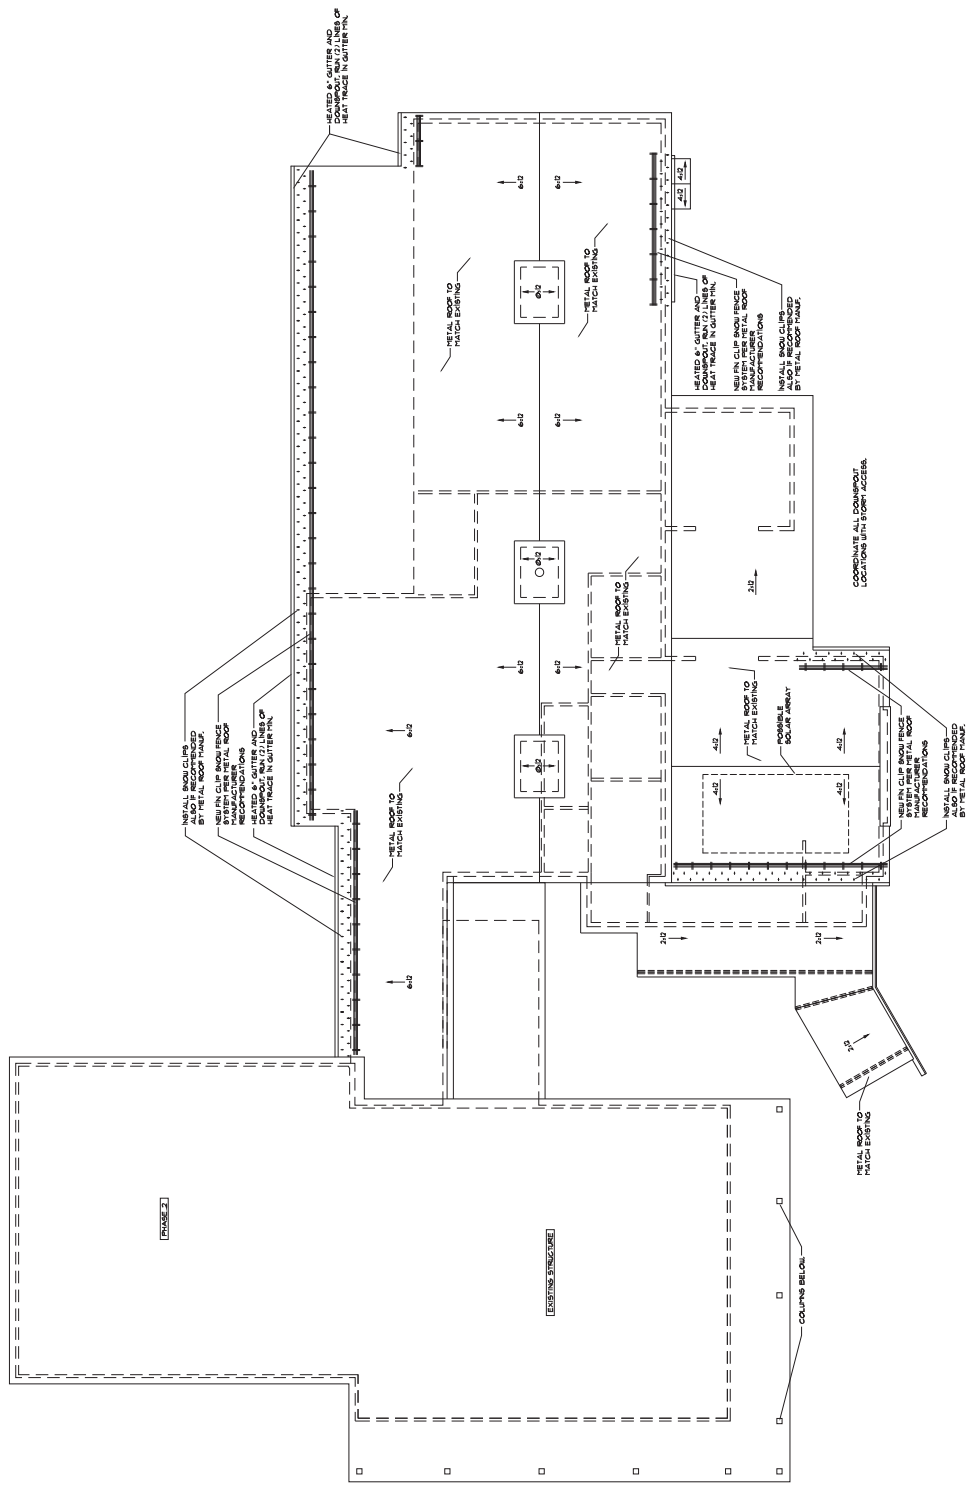 HEATED 6" GUTTER AND
DOWNSPOUT, RUN (2) LINES OF
HEAT TRACE IN GUTTER MIN.
INSTALL SNOW CLIPS
ALSO IF RECOMMENDED
BY METAL ROOF MANUF.
NEW FIN CLIP SNOW FENCE
SYSTEM PER METAL ROOF
MANUFACTURER
RECOMMENDATIONS
HEATED 6" GUTTER AND
DOWNSPOUT, RUN (2) LINES OF
HEAT TRACE IN GUTTER MIN.
METAL ROOF TO
MATCH EXISTING
METAL ROOF TO
MATCH EXISTING
METAL ROOF TO
MATCH EXISTING
METAL ROOF TO
MATCH EXISTING
6:12
6:12
6:12
6:12
6:12
6:12
6:12
6:12
4:12
4:12
HEATED 6" GUTTER AND
DOWNSPOUT, RUN (2) LINES OF
HEAT TRACE IN GUTTER MIN.
NEW FIN CLIP SNOW FENCE
SYSTEM PER METAL ROOF
MANUFACTURER
RECOMMENDATIONS
INSTALL SNOW CLIPS
ALSO IF RECOMMENDED
BY METAL ROOF MANUF.
COORDINATE ALL DOWNSPOUT
LOCATIONS WITH STORM ACCESS.
2:12
METAL ROOF TO
MATCH EXISTING
POSSIBLE
SOLAR ARRAY
4:12
4:12
4:12
4:12
NEW FIN CLIP SNOW FENCE
SYSTEM PER METAL ROOF
MANUFACTURER
RECOMMENDATIONS
INSTALL SNOW CLIPS
ALSO IF RECOMMENDED
BY METAL ROOF MANUF.
2:12
2:12
2:12
METAL ROOF TO
MATCH EXISTING
PHASE 2
EXISTING STRUCTURE
COLUMNS BELOW